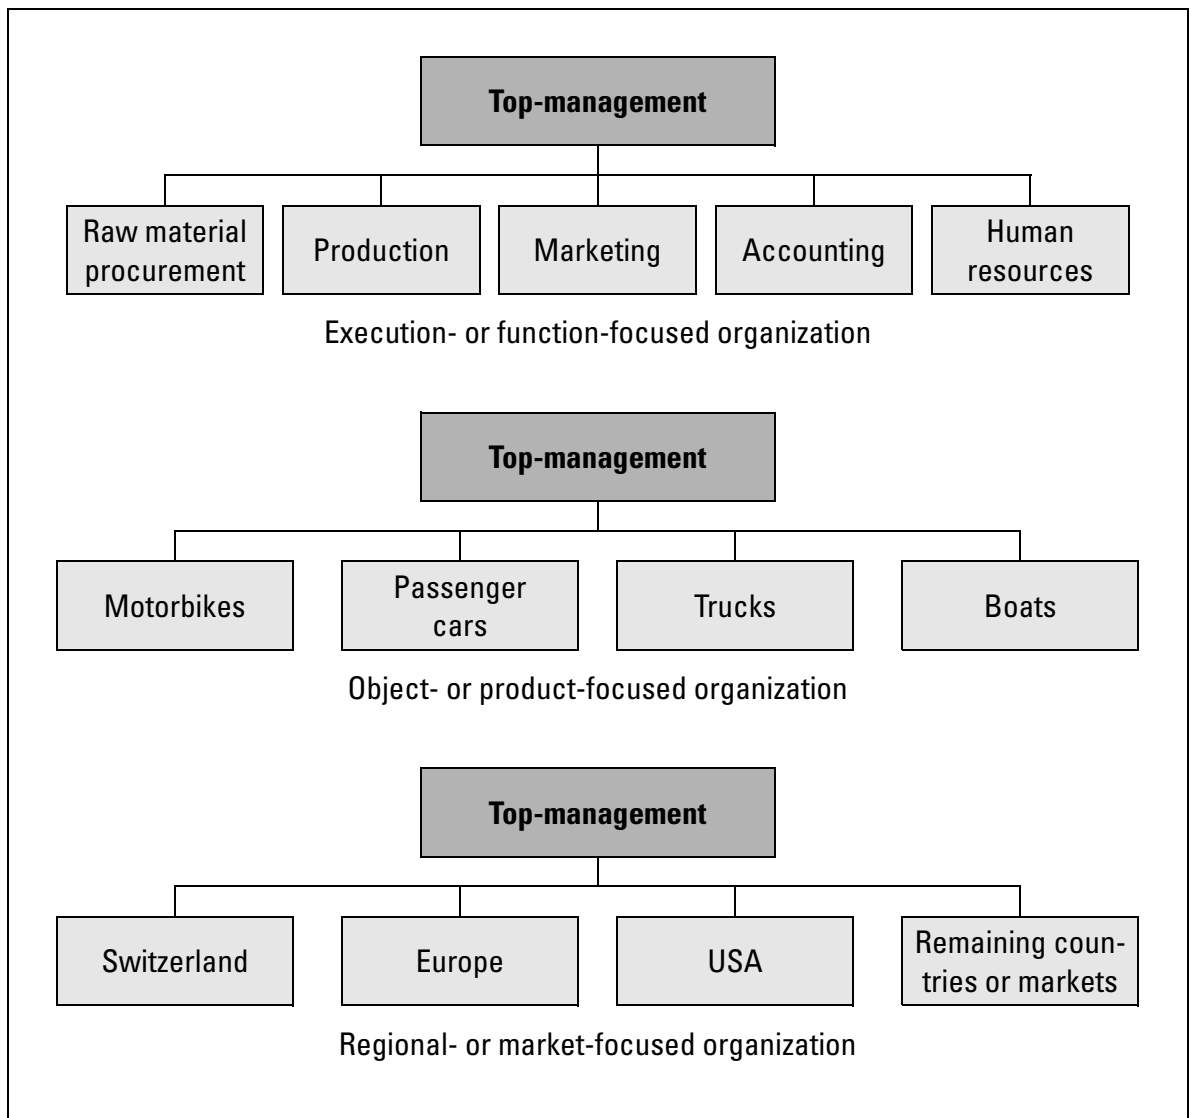 Top-management
Raw material
procurement
Production
Marketing
Accounting
Human
resources
Execution- or function-focused organization
Top-management
Motorbikes
Passenger
cars
Trucks
Boats
Object- or product-focused organization
Top-management
Switzerland
Europe
USA
Remaining coun-
tries or markets
Regional- or market-focused organization